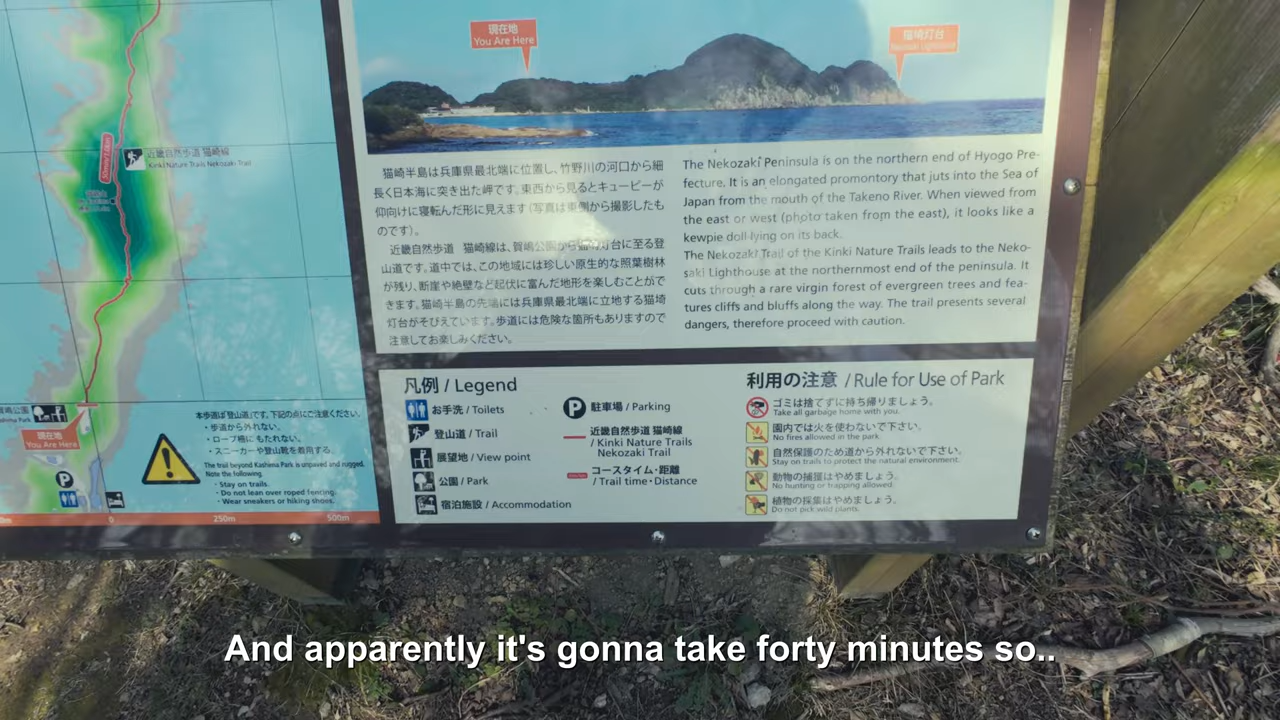 現在地
You Are Here
猫埼灯台
Nekozaki Lighthouse
近畿自然歩道 猫崎線
Kinki Nature Trails Nekozaki Trail
猫崎半島は兵庫県最北端に位置し、竹野川の河口から細
長く日本海に突き出た岬です。東西から見るとキューピーが
仰向けに寝転んだ形に見えます（写真は東側から撮影したも
のです）。
近畿自然歩道 猫崎線は、賀嶋公園から猫埼灯台に至る登
山道です。道中では、この地域には珍しい原生的な照葉樹林
が残り、断崖や絶壁など起伏に富んだ地形を楽しむことがで
きます。猫崎半島の先端には兵庫県最北端に立地する猫埼
灯台がそびえています。歩道には危険な箇所もありますので
注意してお楽しみください。
The Nekozaki Peninsula is on the northern end of Hyogo Pre-
fecture. It is an elongated promontory that juts into the Sea of
Japan from the mouth of the Takeno River. When viewed from
the east or west (photo taken from the east), it looks like a
kewpie doll lying on its back.
The Nekozaki Trail of the Kinki Nature Trails leads to the Neko-
saki Lighthouse at the northernmost end of the peninsula. It
cuts through a rare virgin forest of evergreen trees and fea-
tures cliffs and bluffs along the way. The trail presents several
dangers, therefore proceed with caution.
現在地
You Are Here
本歩道は「登山道」です。下記の点にご注意ください。
・歩道から外れない。
・ロープ柵にもたれない。
・スニーカーや登山靴を着用する。
The trail beyond Kashima Park is unpaved and rugged.
Note the following.
・Stay on trails.
・Do not lean over roped fencing.
・Wear sneakers or hiking shoes.
P
0
250m
500m
凡例 / Legend
お手洗 / Toilets
登山道 / Trail
展望地 / View point
公園 / Park
宿泊施設 / Accommodation
P 駐車場 / Parking
近畿自然歩道 猫崎線
/ Kinki Nature Trails
Nekozaki Trail
コースタイム・距離
/ Trail time・Distance
利用の注意 / Rule for Use of Park
ゴミは捨てずに持ち帰りましょう。
Take all garbage home with you.
園内では火を使わないで下さい。
No fires allowed in the park.
自然保護のため道から外れないで下さい。
Stay on trails to protect the natural environment.
動物の捕獲はやめましょう。
No hunting or trapping allowed.
植物の採集はやめましょう。
Do not pick wild plants.
And apparently it's gonna take forty minutes so..